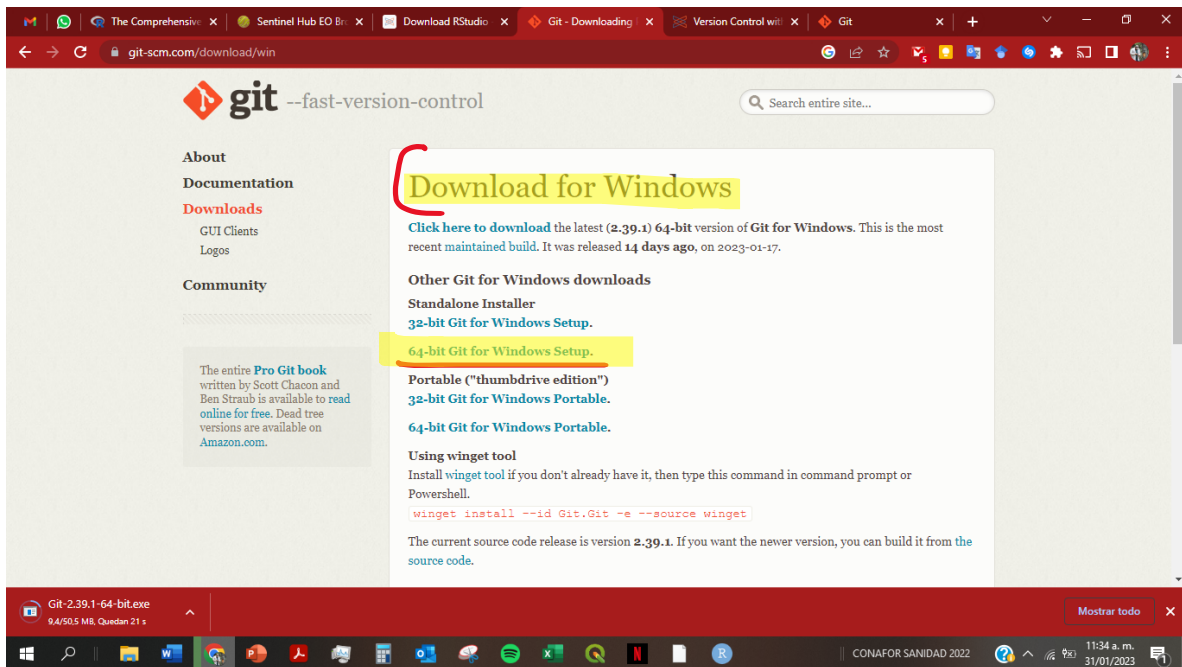 The Comprehensive
Sentinel Hub EO Bro
Download RStudio
Git - Downloading
Version Control wit
Git
git-scm.com/download/win
5
git --fast-version-control
Search entire site...
About
Documentation
Downloads
GUI Clients
Logos
Community
The entire Pro Git book
written by Scott Chacon and
Ben Straub is available to read
online for free. Dead tree
versions are available on
Amazon.com.
Download for Windows
Click here to download the latest (2.39.1) 64-bit version of Git for Windows. This is the most
recent maintained build. It was released 14 days ago, on 2023-01-17.
Other Git for Windows downloads
Standalone Installer
32-bit Git for Windows Setup.
64-bit Git for Windows Setup.
Portable ("thumbdrive edition")
32-bit Git for Windows Portable.
64-bit Git for Windows Portable.
Using winget tool
Install winget tool if you don't already have it, then type this command in command prompt or
Powershell.
winget install --id Git.Git -e --source winget
The current source code release is version 2.39.1. If you want the newer version, you can build it from the
source code.
Git-2.39.1-64-bit.exe
9,4/50,5 MB, Quedan 21 s
Mostrar todo
CONAFOR SANIDAD 2022
11:34 a. m.
31/01/2023
1